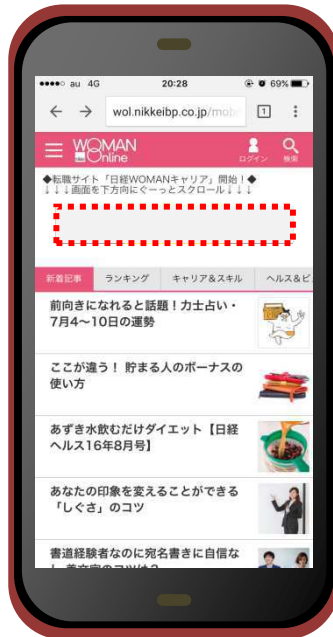 au 4G 20:28 69%
wol.nikkeibp.co.jp/mob
1
WOMAN
Online
ログイン 検索
◆転職サイト「日経WOMANキャリア」開始！◆
↓↓↓画面を下方向にぐーっとスクロール↓↓↓
新着記事 ランキング キャリア&スキル ヘルス&ビ
前向きになれると話題！力士占い・
7月4～10日の運勢
ここが違う！ 貯まる人のボーナスの
使い方
あずき水飲むだけダイエット【日経
ヘルス16年8月号】
あなたの印象を変えることができる
「しぐさ」のコツ
書道経験者なのに宛名書きに自信な